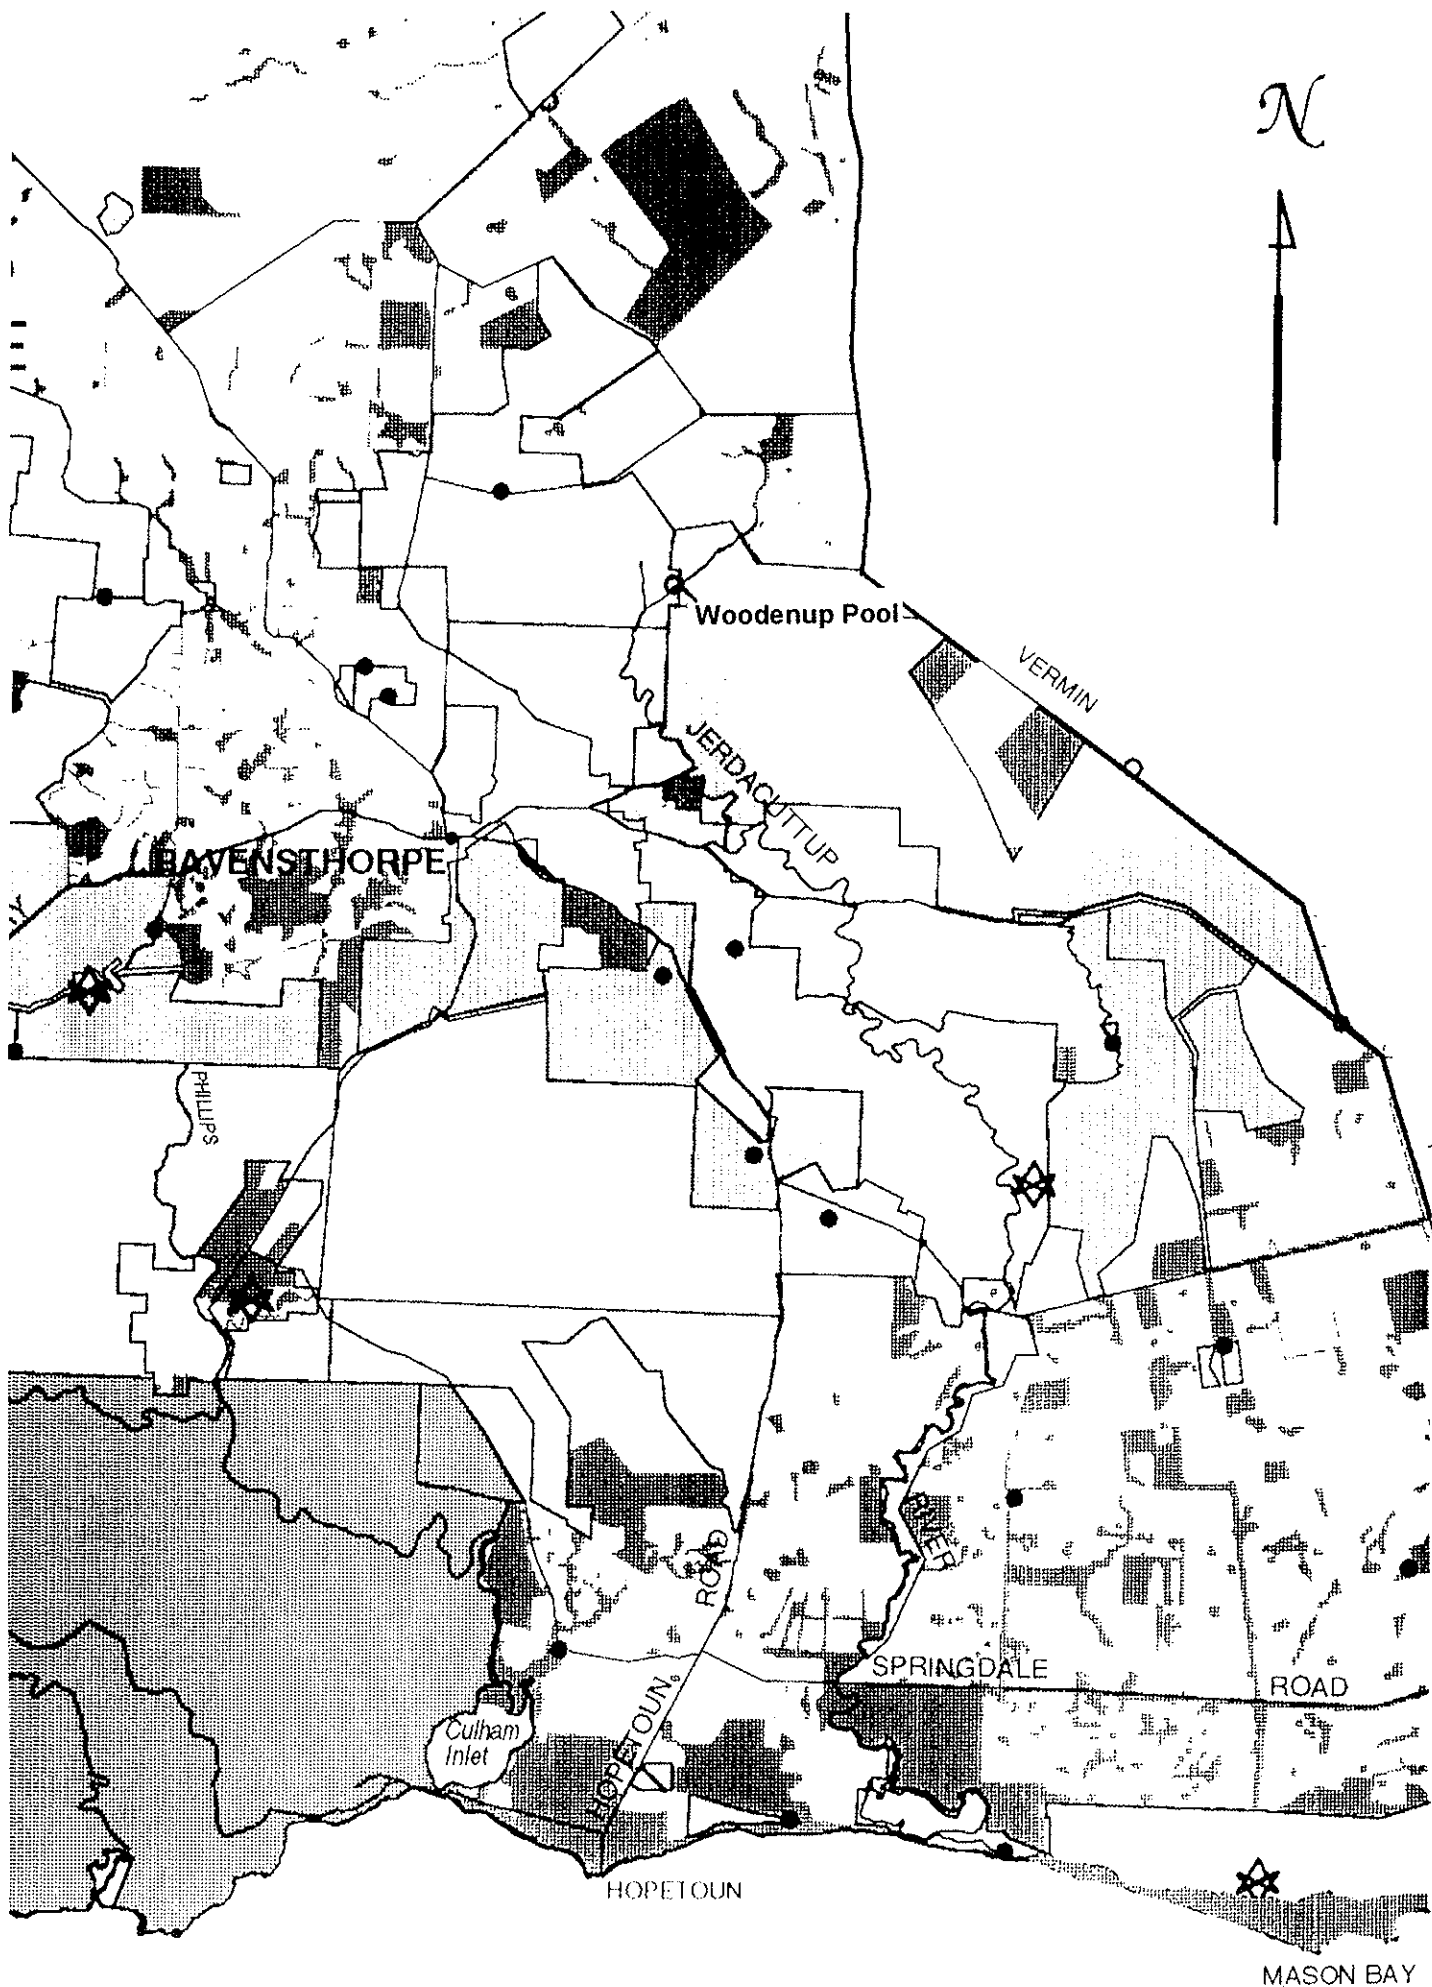 N
Woodenup Pool
VERMIN
JERDACUTTUP
RAVENSTHORPE
PHILLIPS
RIVER
ROAD
SPRINGDALE
ROAD
HOPETOUN
Culham
Inlet
HOPETOUN
MASON BAY